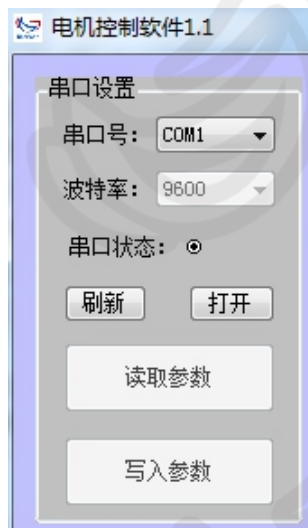 电机控制软件1.1
串口设置
串口号: COM1
波特率: 9600
串口状态:
刷新 打开
读取参数
写入参数